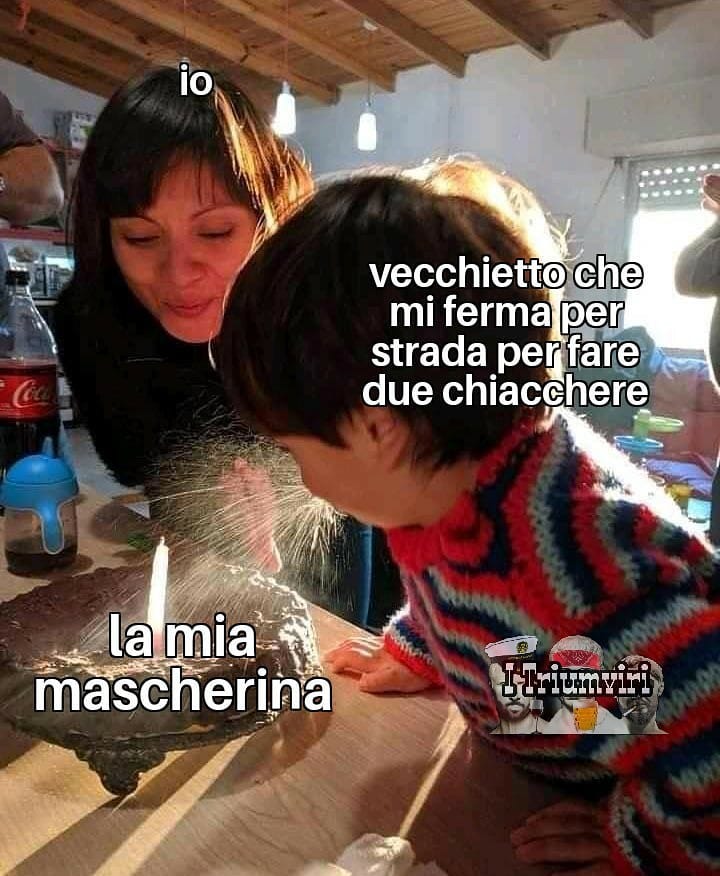 io
vecchietto che
mi ferma per
strada per fare
due chiacchere
Coca
la mia
mascherina
I Triumviri